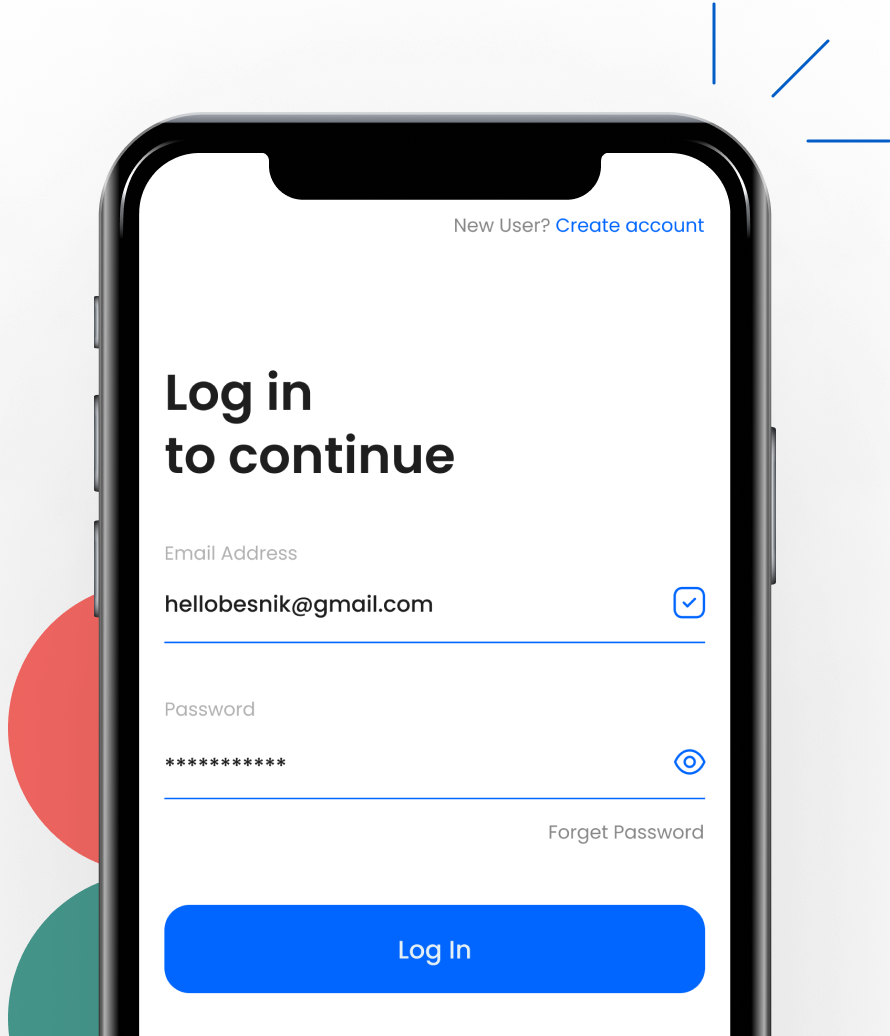 New User? Create account
Log in
to continue
Email Address
hellobesnik@gmail.com
Password
***********
Forget Password
Log In